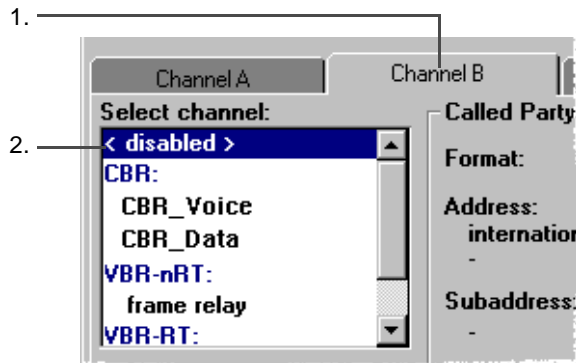 1.
Channel A Channel B
Select channel: Called Party
2. < disabled >
CBR: Format:
CBR_Voice Address:
CBR_Data internation
-
VBR-nRT:
frame relay Subaddress:
VBR-RT: -